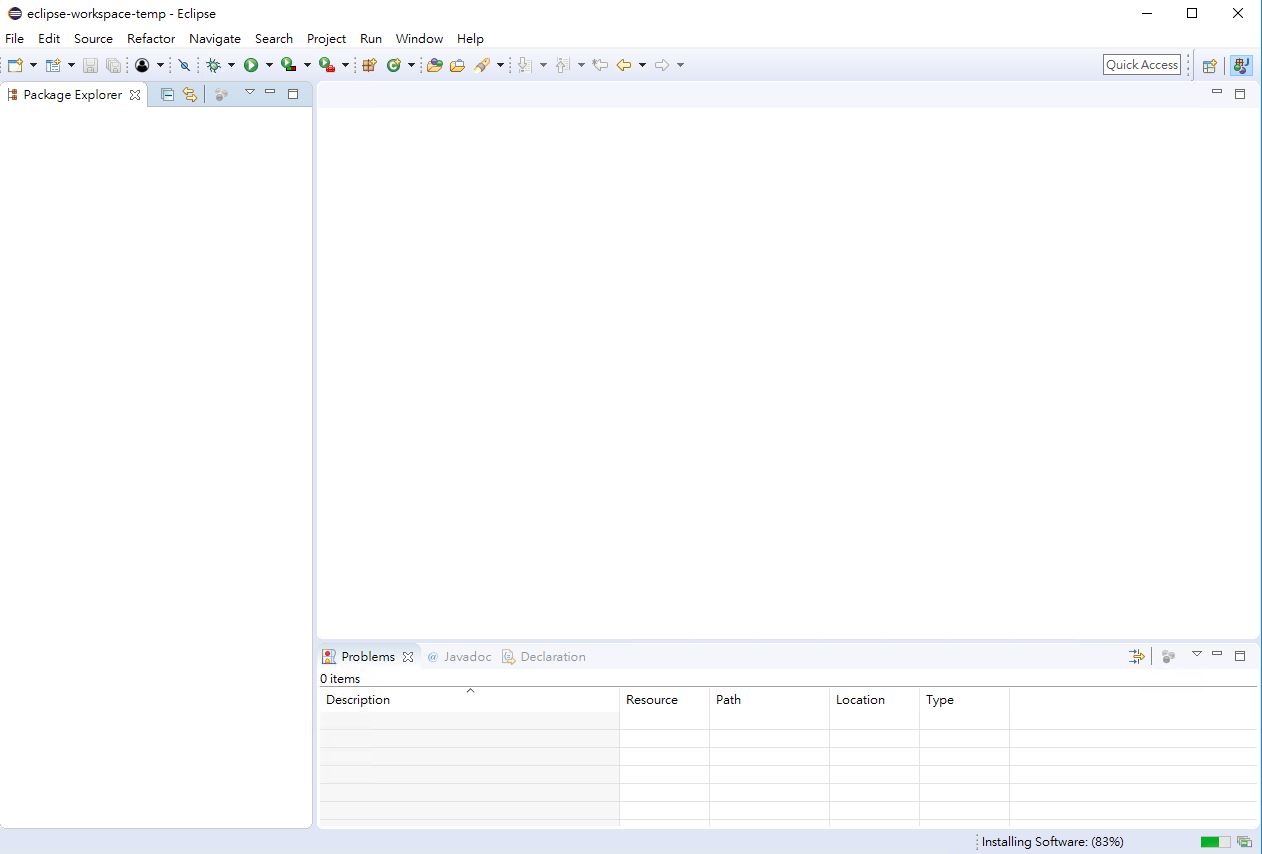 eclipse-workspace-temp - Eclipse
File Edit Source Refactor Navigate Search Project Run Window Help
Quick Access
Package Explorer
Problems @ Javadoc Declaration
0 items
Description Resource Path Location Type
Installing Software: (83%)